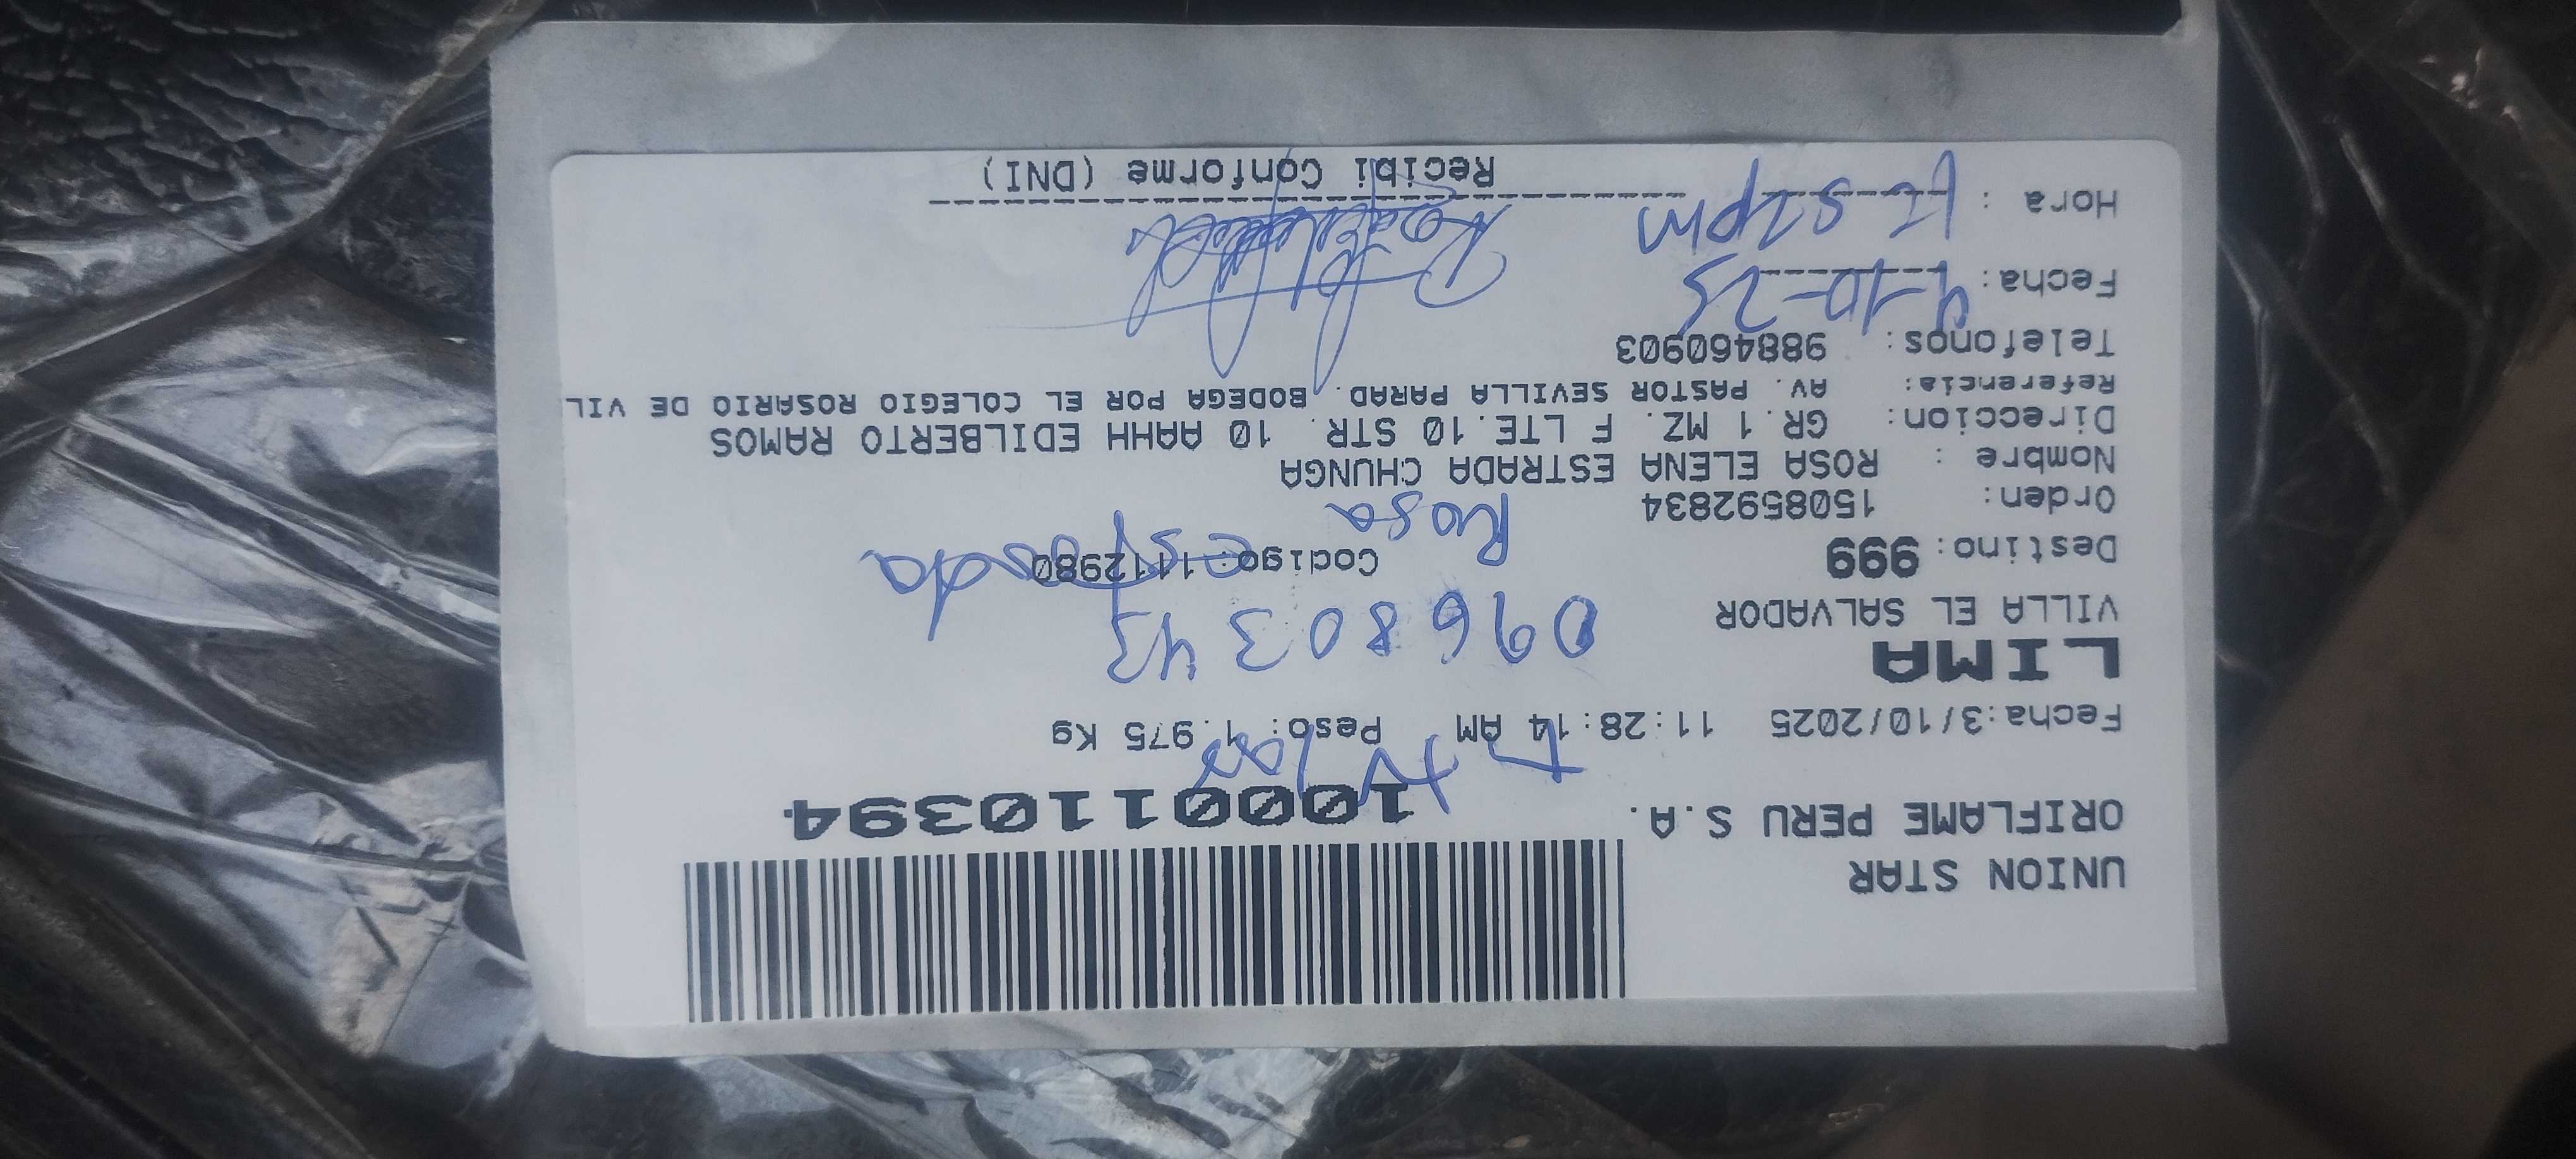 UNION STAR
ORIFLAME PERU S.A.
1000110394
Fecha:3/10/2025 11:28:14 AM Peso: 1.975 Kg
LIMA
VILLA EL SALVADOR
09680343
Destino: 999
Codigo: 1112980
Rosa estrada
Orden: 1508592834
Nombre : ROSA ELENA ESTRADA CHUNGA
Direccion: GR.1 MZ. F LTE.10 STR. 10 AAHH EDILBERTO RAMOS
Referencia: AV. PASTOR SEVILLA PARAD. BODEGA POR EL COLEGIO ROSARIO DE VIL
Telefonos: 988460903
Fecha: 4-10-25
Hora :
Recibi Conforme (DNI)